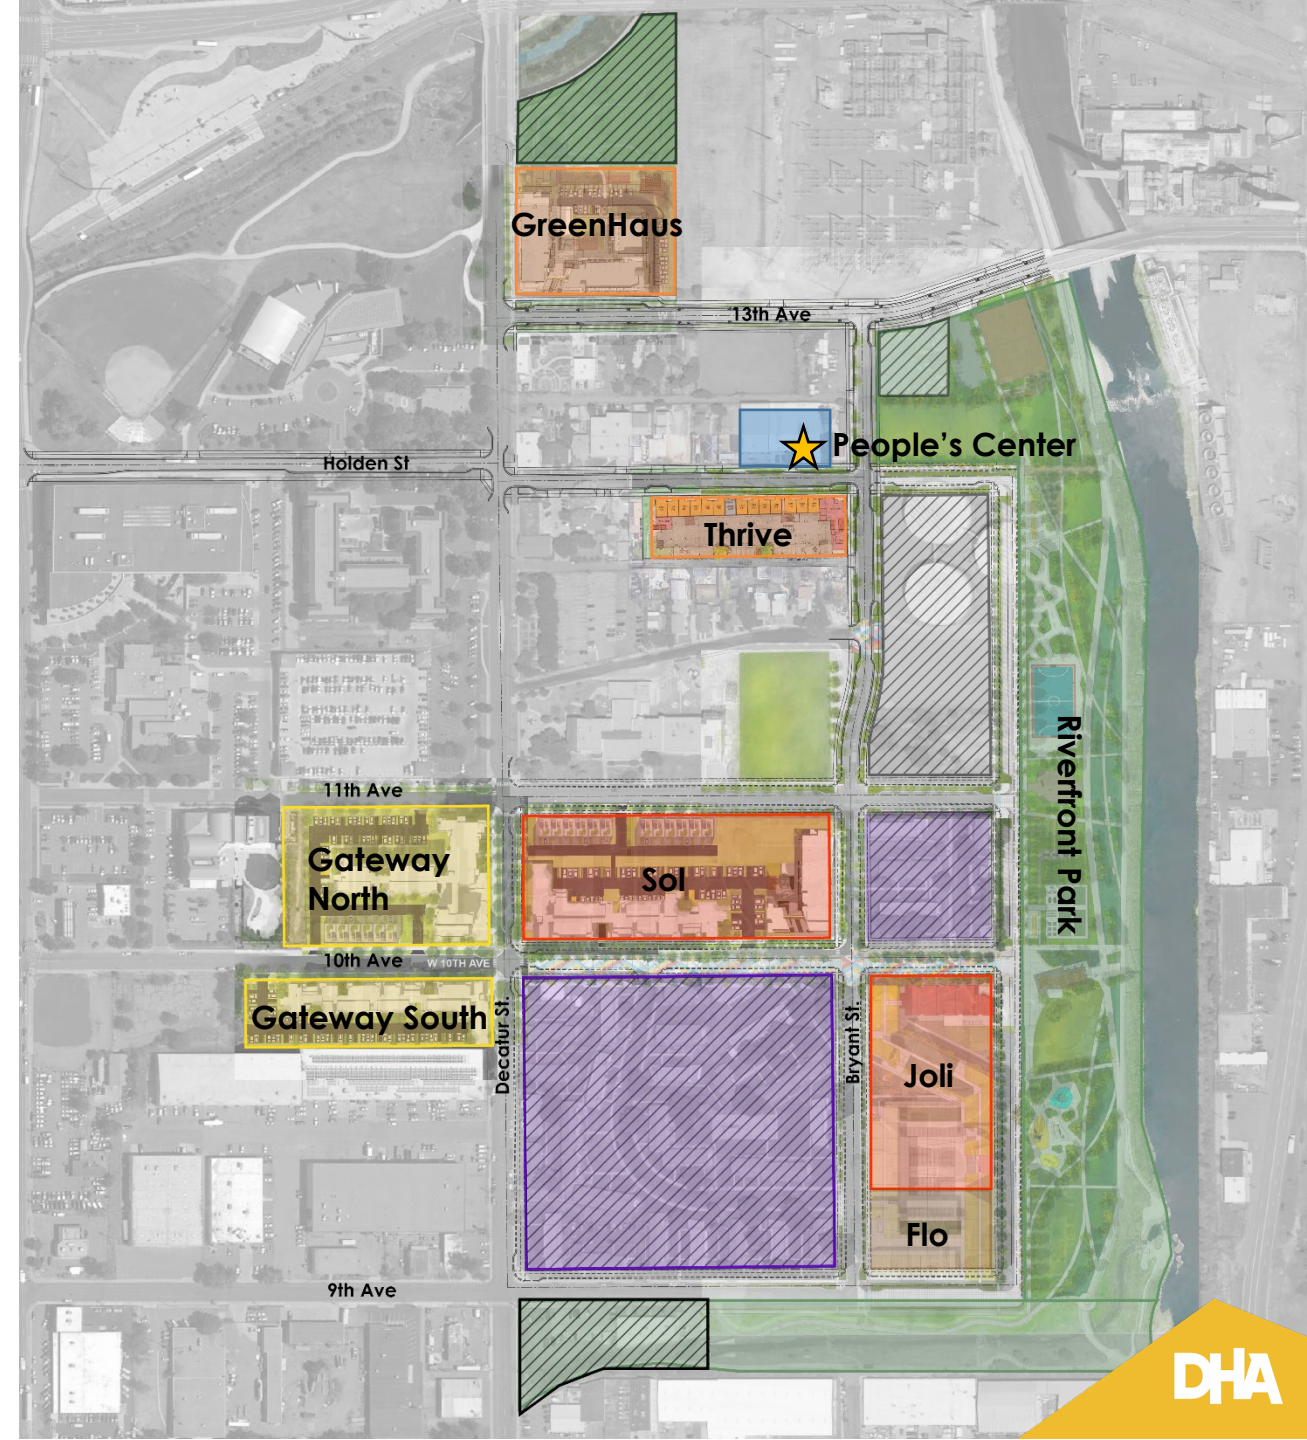 GreenHaus
13th Ave
People's Center
Holden St
Thrive
Riverfront Park
11th Ave
Gateway
North
Sol
10th Ave
W 10TH AVE
Gateway South
Decatur St.
Bryant St.
Joli
Flo
9th Ave
DHA